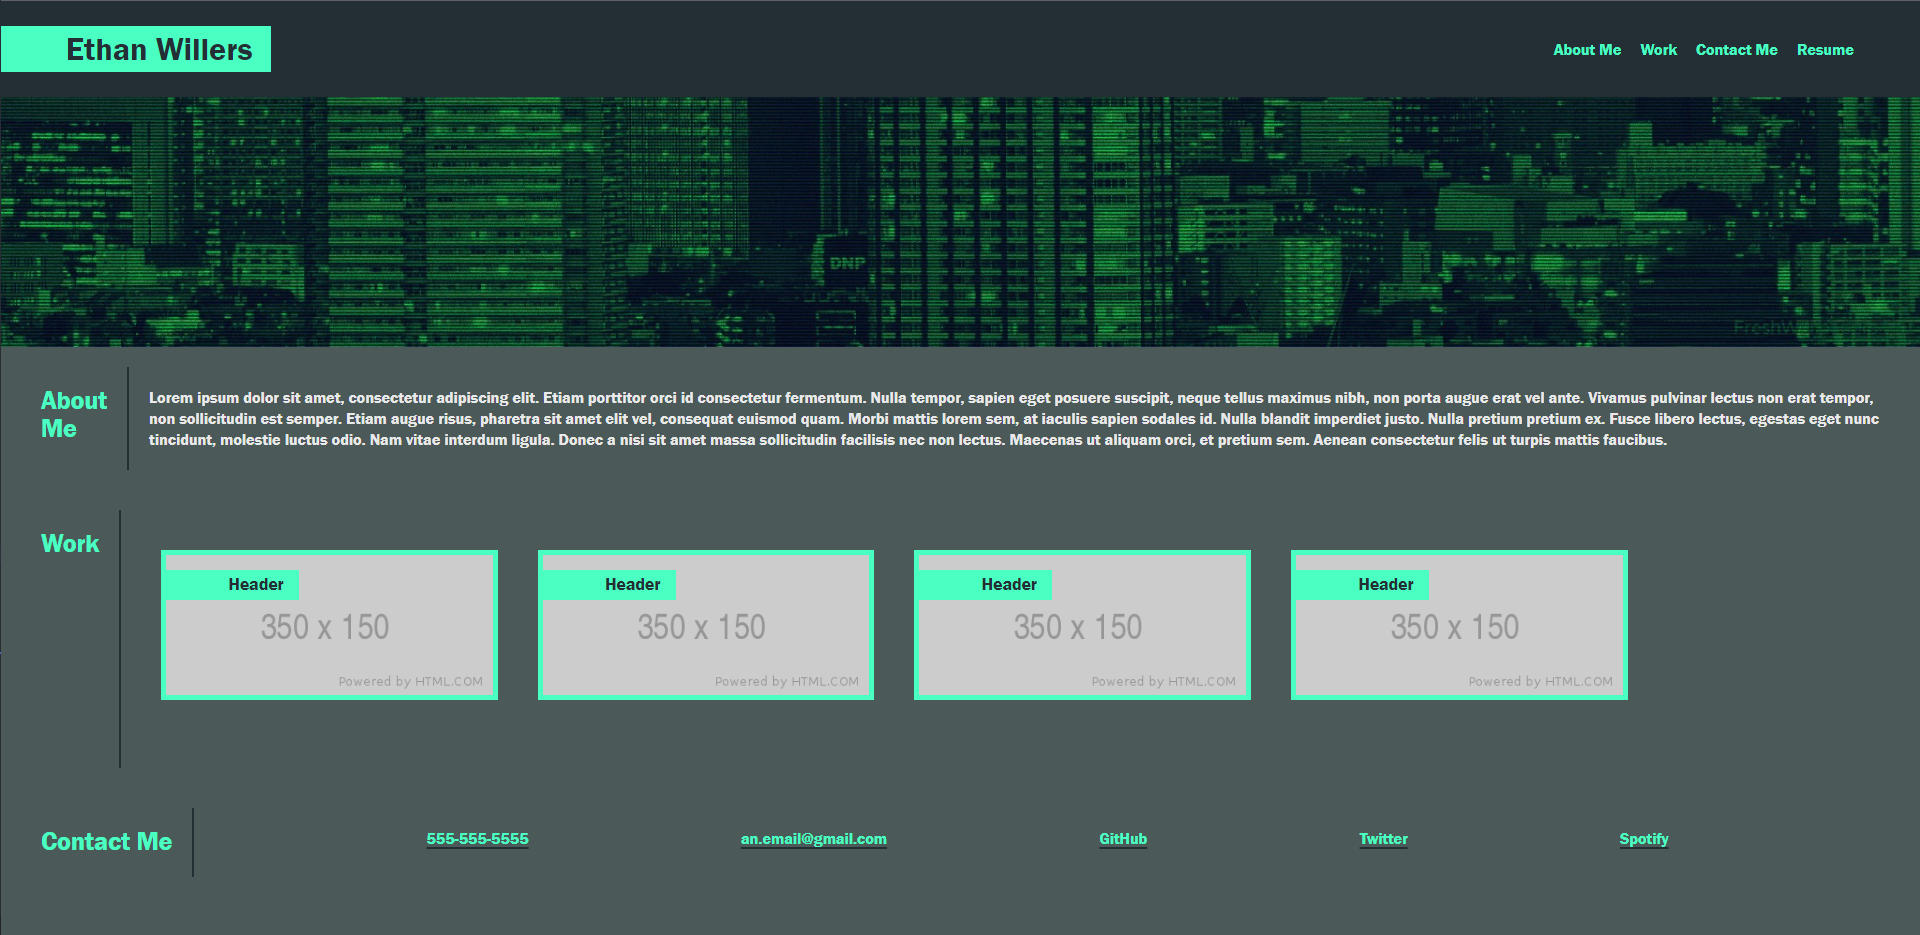 Ethan Willers
About Me Work Contact Me Resume
DNP
About
Me
Lorem ipsum dolor sit amet, consectetur adipiscing elit. Etiam porttitor orci id consectetur fermentum. Nulla tempor, sapien eget posuere suscipit, neque tellus maximus nibh, non porta augue erat vel ante. Vivamus pulvinar lectus non erat tempor,
non sollicitudin est semper. Etiam augue risus, pharetra sit amet elit vel, consequat euismod quam. Morbi mattis lorem sem, at iaculis sapien sodales id. Nulla blandit imperdiet justo. Nulla pretium pretium ex. Fusce libero lectus, egestas eget nunc
tincidunt, molestie luctus odio. Nam vitae interdum ligula. Donec a nisi sit amet massa sollicitudin facilisis nec non lectus. Maecenas ut aliquam orci, et pretium sem. Aenean consectetur felis ut turpis mattis faucibus.
Work
Header Header Header Header
350 x 150 350 x 150 350 x 150 350 x 150
Powered by HTML.COM Powered by HTML.COM Powered by HTML.COM Powered by HTML.COM
Contact Me
555-555-5555 an.email@gmail.com GitHub Twitter Spotify